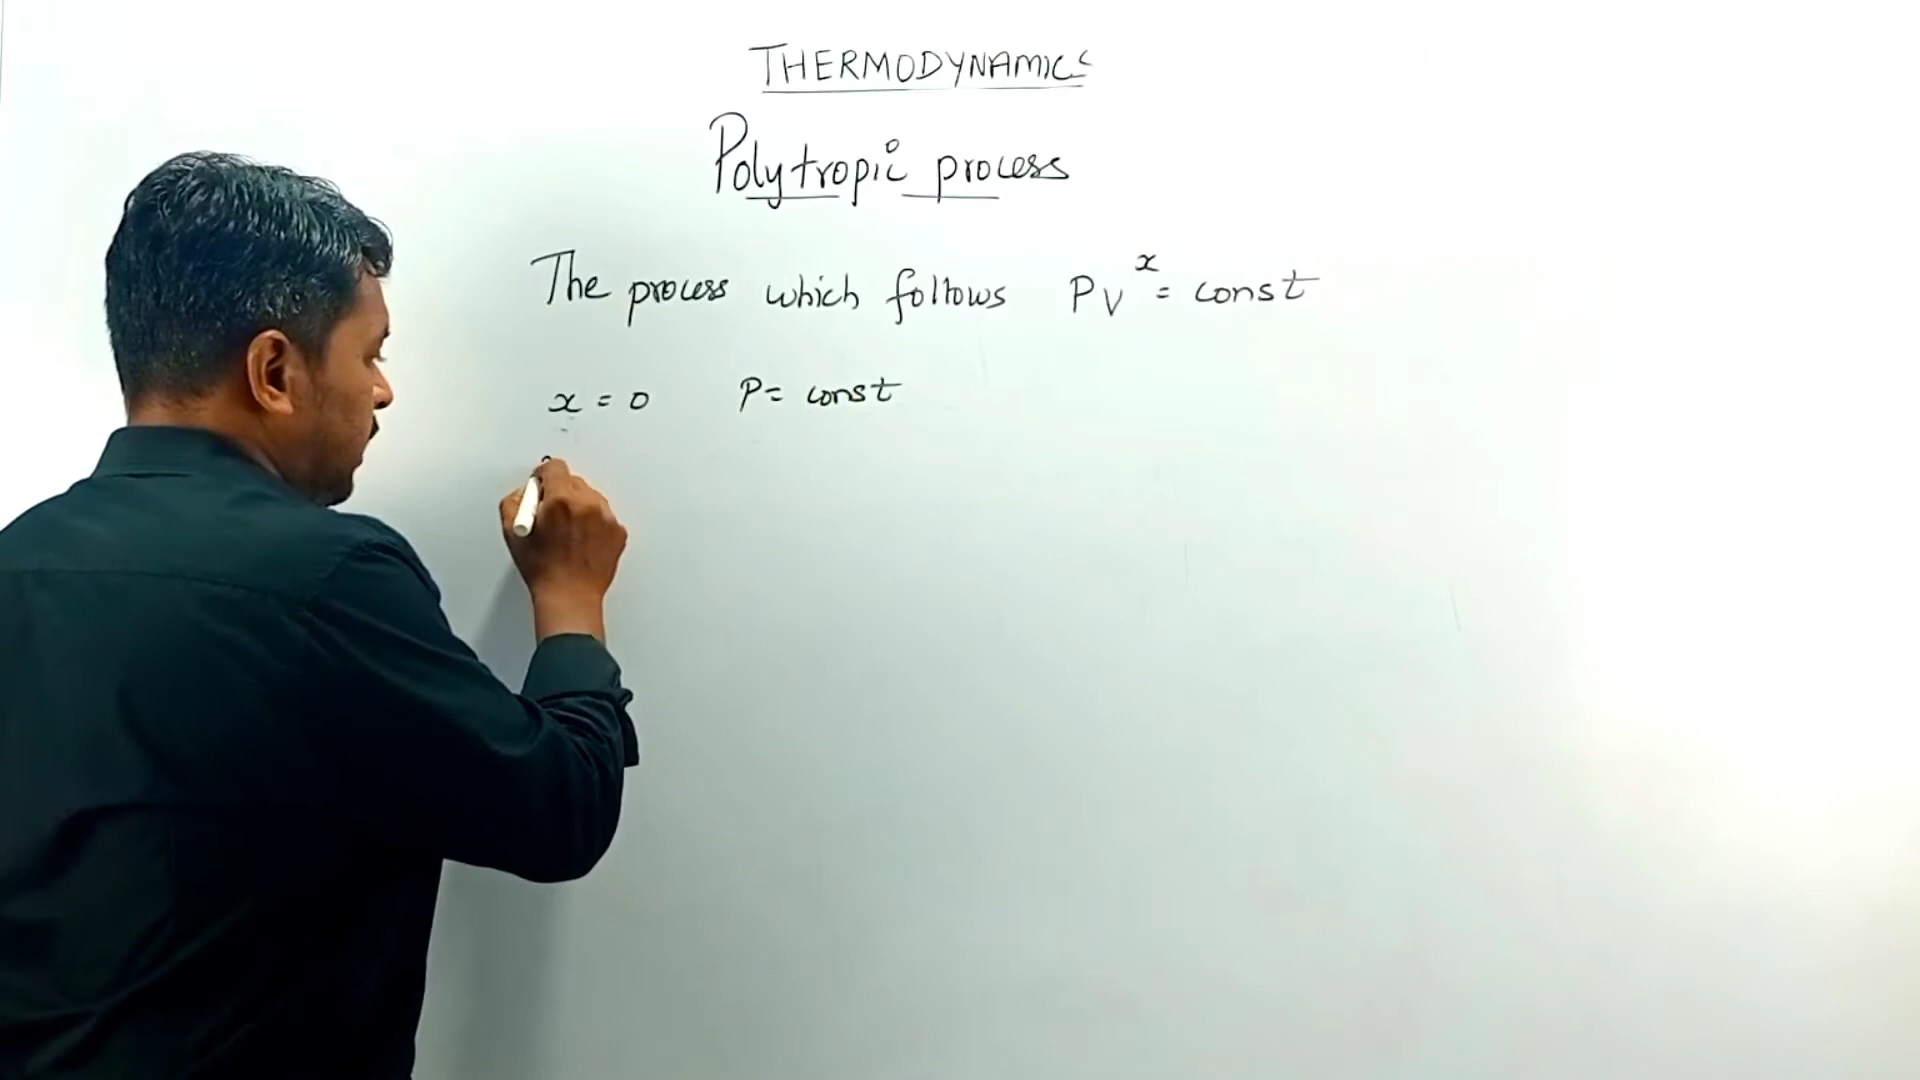 THERMODYNAMICS
Polytropic process
The process which follows PV^x = const
x = 0 P = const